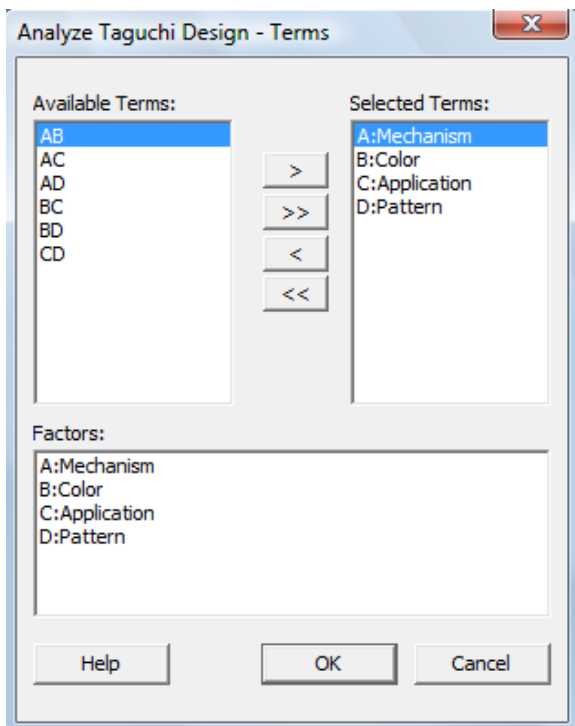 Analyze Taguchi Design - Terms
X
Available Terms:
AB
AC
AD
BC
BD
CD
>
>>
<
<<
Selected Terms:
A:Mechanism
B:Color
C:Application
D:Pattern
Factors:
A:Mechanism
B:Color
C:Application
D:Pattern
Help
OK
Cancel